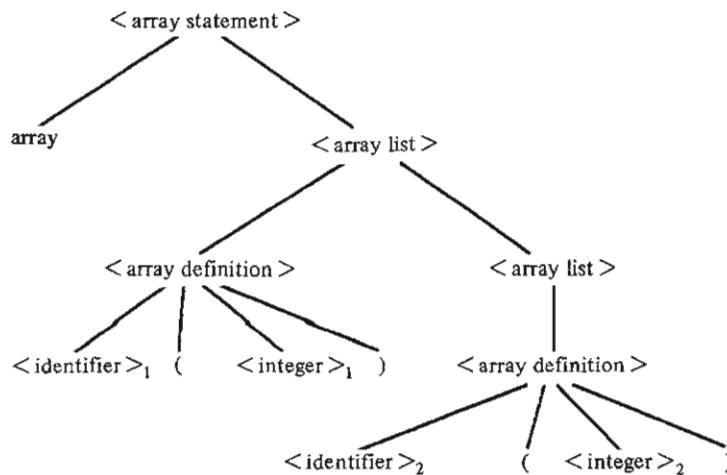 <array statement>
array
<array list>
<array definition> <array list>
<identifier>₁ ( <integer>₁ ) <array definition>
<identifier>₂ ( <integer>₂ )